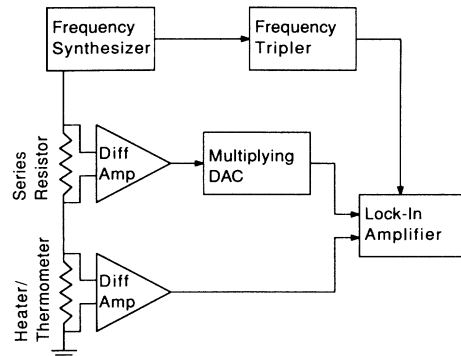 Frequency
Synthesizer
Frequency
Tripler
Series
Resistor
Diff
Amp
Multiplying
DAC
Lock-In
Amplifier
Heater/
Thermometer
Diff
Amp